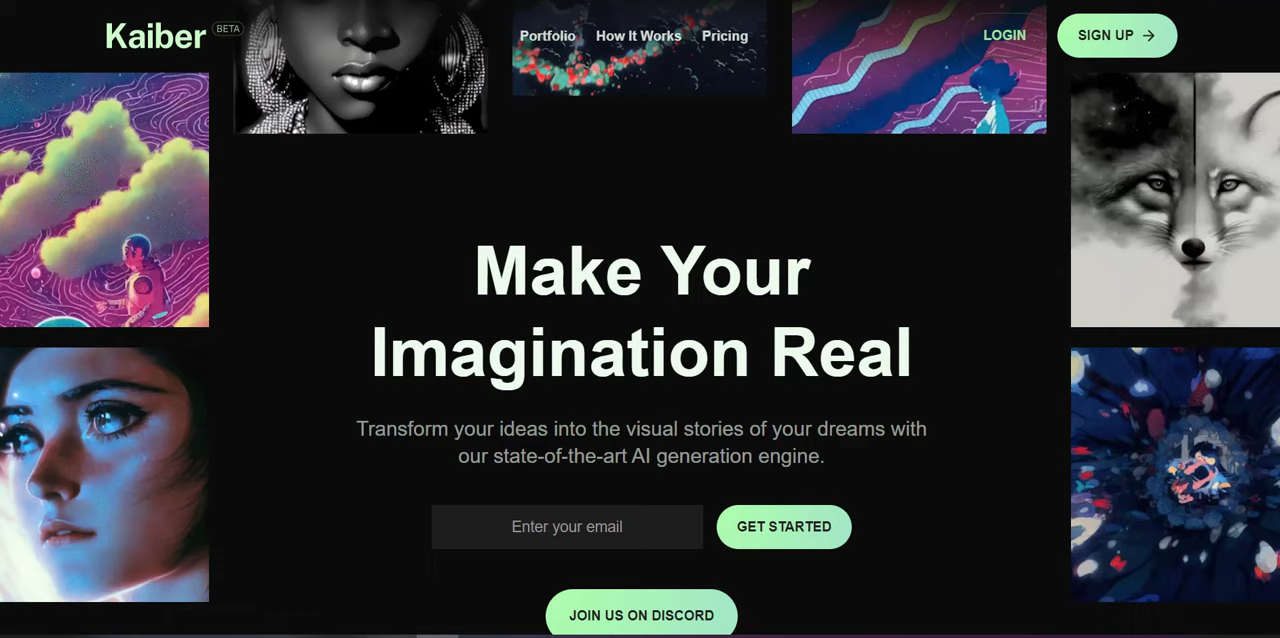 Kaiber BETA
Portfolio How It Works Pricing
LOGIN
SIGN UP →
Make Your
Imagination Real
Transform your ideas into the visual stories of your dreams with
our state-of-the-art AI generation engine.
Enter your email
GET STARTED
JOIN US ON DISCORD